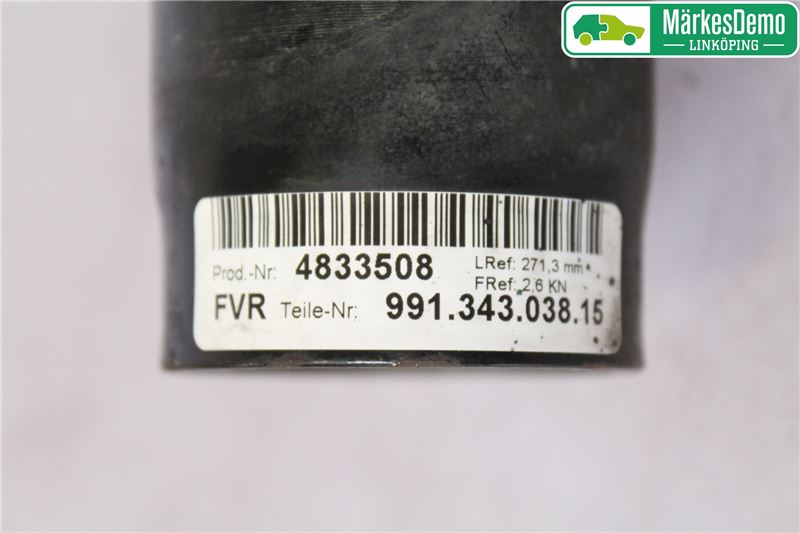 MärkesDemo
LINKÖPING
Prod.-Nr: 4833508 LRef: 271,3 mm
FRef: 2,6 KN
FVR Teile-Nr: 991.343.038.15